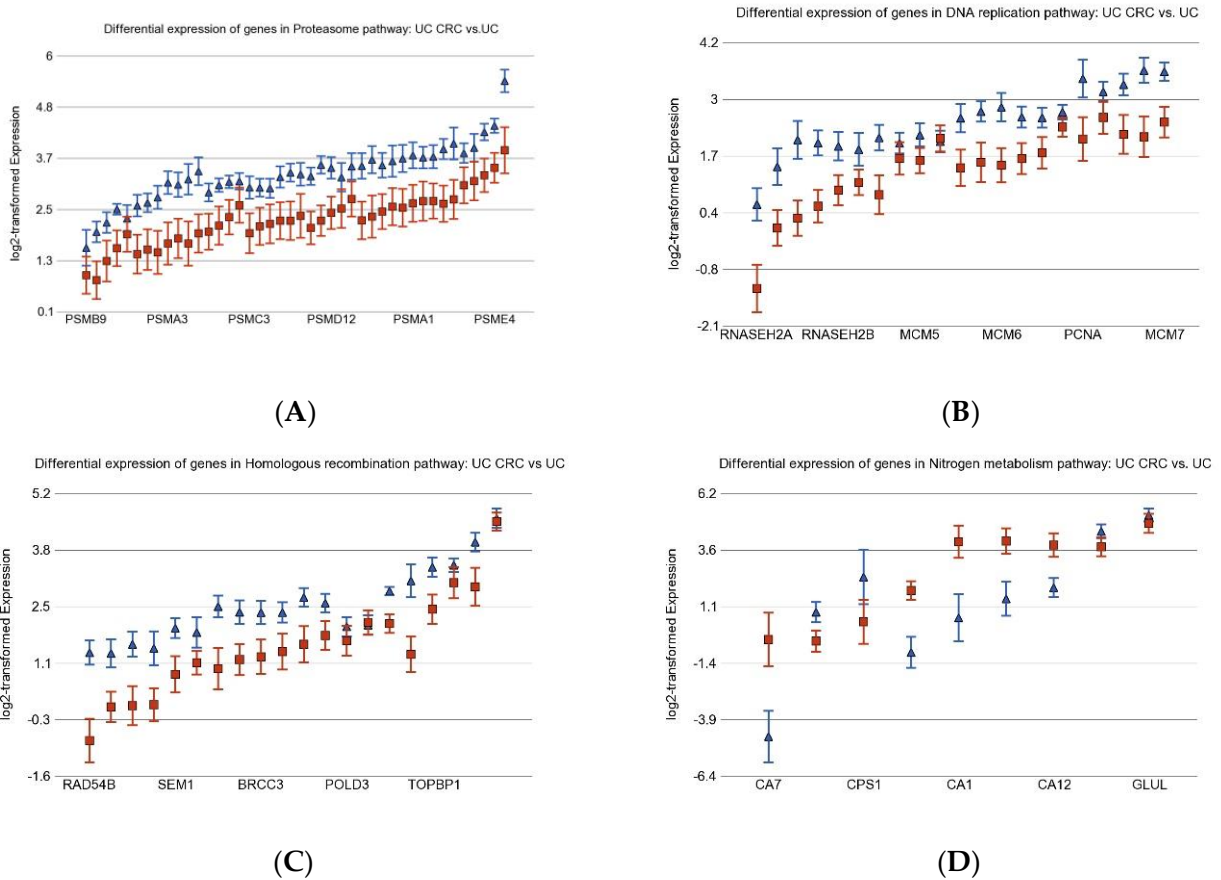 Differential expression of genes in Proteasome pathway: UC CRC vs.UC
log2-transformed Expression
6
4.8
3.7
2.5
1.3
0.1
PSMB9 PSMA3 PSMC3 PSMD12 PSMA1 PSME4
(A)
Differential expression of genes in DNA replication pathway: UC CRC vs. UC
log2-transformed Expression
4.2
3
1.7
0.4
-0.8
-2.1
RNASEH2A RNASEH2B MCM5 MCM6 PCNA MCM7
(B)
Differential expression of genes in Homologous recombination pathway: UC CRC vs UC
log2-transformed Expression
5.2
3.8
2.5
1.1
-0.3
-1.6
RAD54B SEM1 BRCC3 POLD3 TOPBP1
(C)
Differential expression of genes in Nitrogen metabolism pathway: UC CRC vs. UC
log2-transformed Expression
6.2
3.6
1.1
-1.4
-3.9
-6.4
CA7 CPS1 CA1 CA12 GLUL
(D)